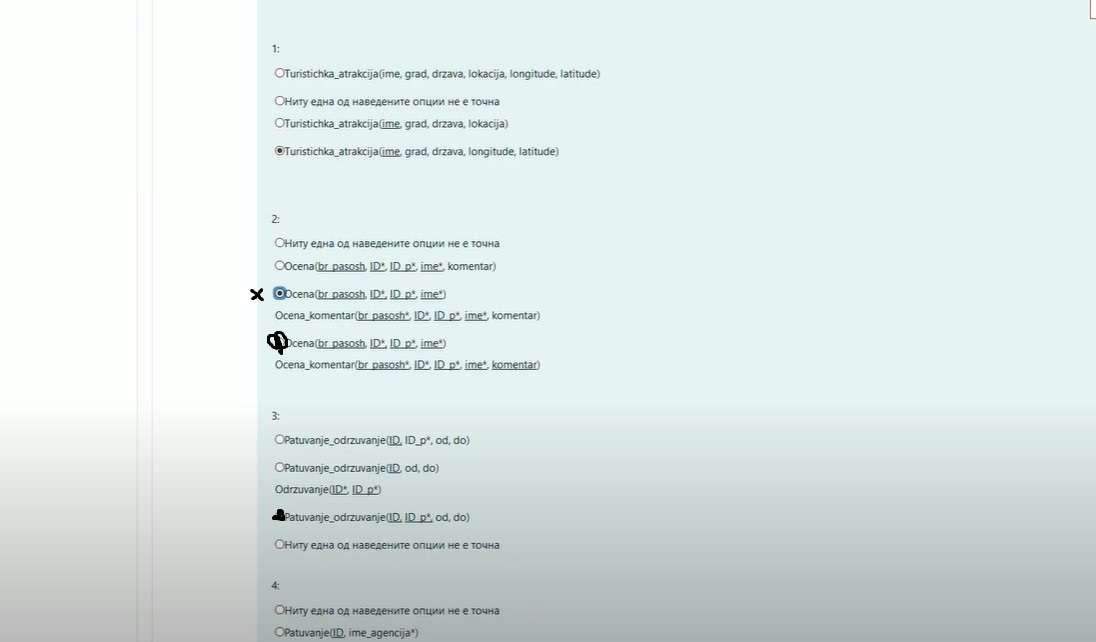 1:
Turistichka_atrakcija(ime, grad, drzava, lokacija, longitude, latitude)
Ниту една од наведените опции не е точна
Turistichka_atrakcija(ime, grad, drzava, lokacija)
Turistichka_atrakcija(ime, grad, drzava, longitude, latitude)
2:
Ниту една од наведените опции не е точна
Ocena(br_pasosh, ID*, ID_p*, ime*, komentar)
Ocena(br_pasosh, ID*, ID_p*, ime*)
Ocena_komentar(br_pasosh*, ID*, ID_p*, ime*, komentar)
Ocena(br_pasosh, ID*, ID_p*, ime*)
Ocena_komentar(br_pasosh*, ID*, ID_p*, ime*, komentar)
3:
Patuvanje_odrzuvanje(ID, ID_p*, od, do)
Patuvanje_odrzuvanje(ID, od, do)
Odrzuvanje(ID*, ID_p*)
Patuvanje_odrzuvanje(ID, ID_p*, od, do)
Ниту една од наведените опции не е точна
4:
Ниту една од наведените опции не е точна
Patuvanje(ID, ime_agencija*)